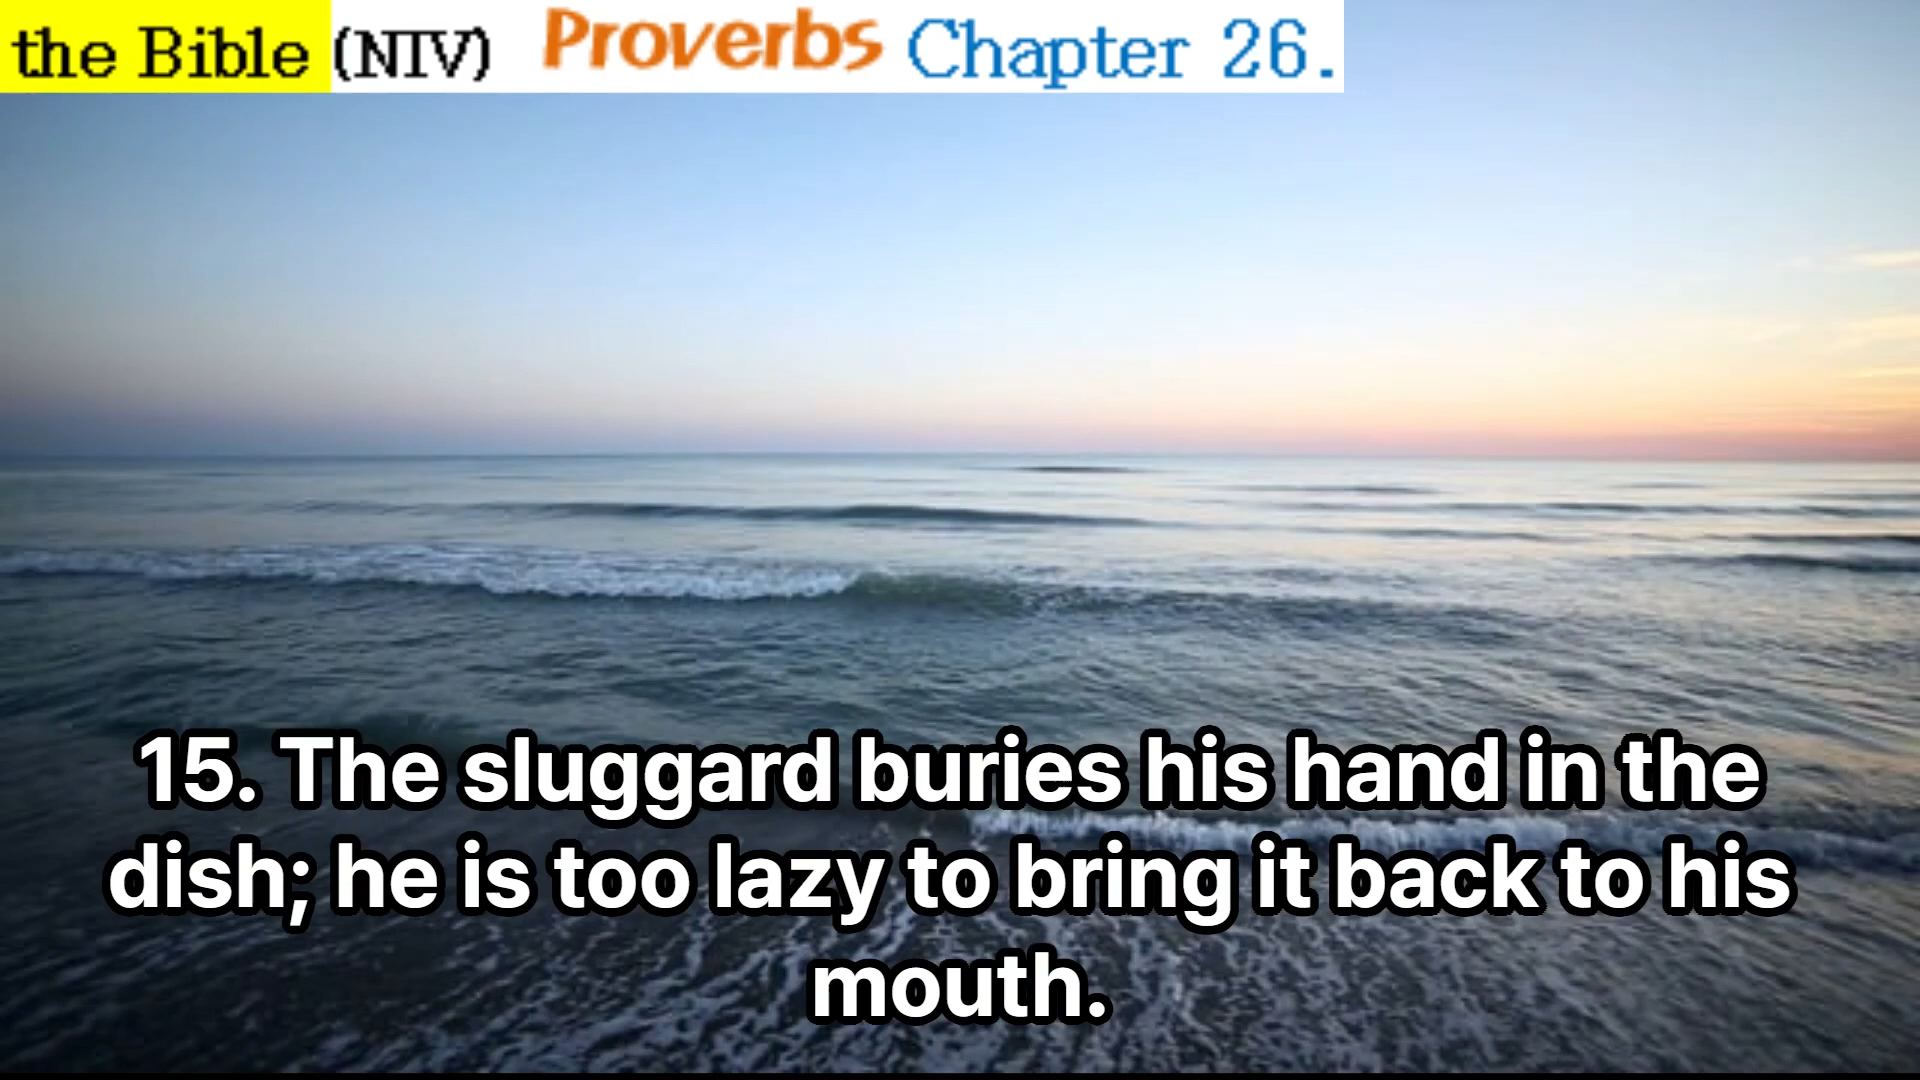 the Bible (NIV) Proverbs Chapter 26.
15. The sluggard buries his hand in the
dish; he is too lazy to bring it back to his
mouth.